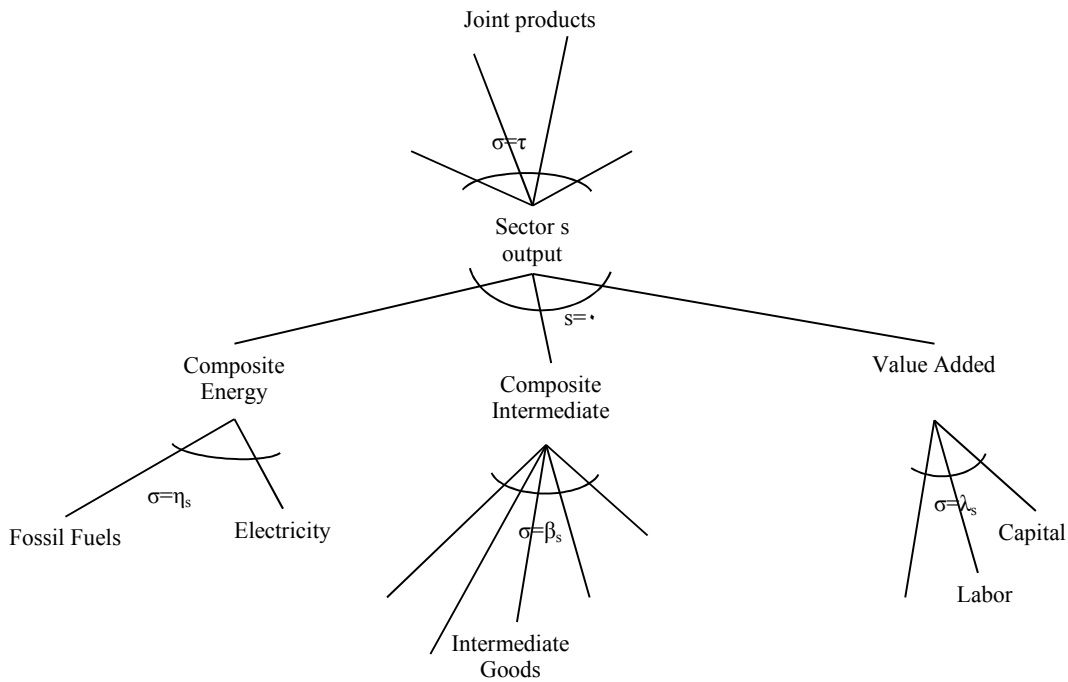 Joint products
σ=τ
Sector s
output
s=·
Composite
Energy
Composite
Intermediate
Value Added
σ=ηₛ
Fossil Fuels
Electricity
σ=βₛ
Intermediate
Goods
σ=λₛ
Capital
Labor